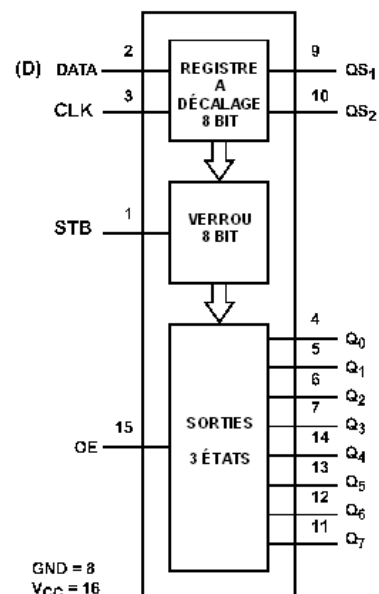 2 9
(D) DATA REGISTRE QS1
3 A 10
CLK DÉCALAGE QS2
8 BIT
1 VERROU
STB 8 BIT
4
Q0
5
Q1
6
Q2
7
Q3
15 SORTIES 14
OE 3 ÉTATS Q4
13
Q5
12
Q6
11
Q7
GND = 8
VCC = 16